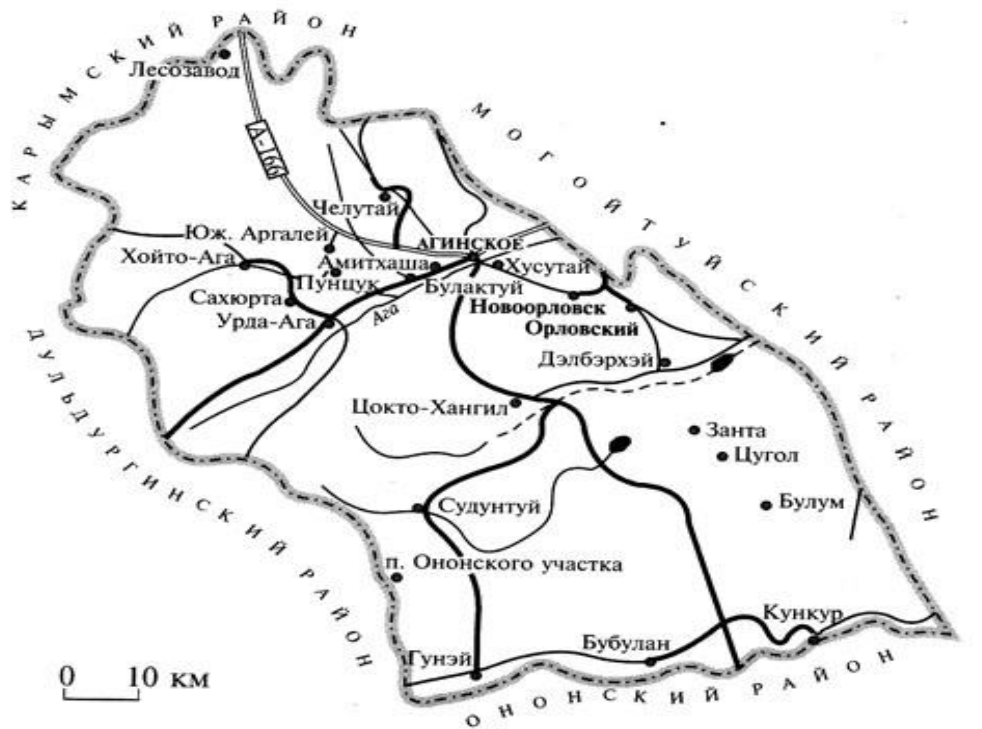 КАРЫМСКИЙ РАЙОН
Лесозавод
А-166
МОГОЙТУЙСКИЙ РАЙОН
Челутай
Юж. Аргалей
АГИНСКОЕ
Хойто-Ага
Амитхаша
Хусутай
Пунцук
Булактуй
Сахюрта
Ага
Новоорловск
Урда-Ага
Орловский
ДУЛЬДУРГИНСКИЙ РАЙОН
Дэлбэрхэй
Цокто-Хангил
Занта
Цугол
Судунтуй
Булум
п. Ононского участка
Кункур
Гунэй
Бубулан
0 10 км
ОНОНСКИЙ РАЙОН